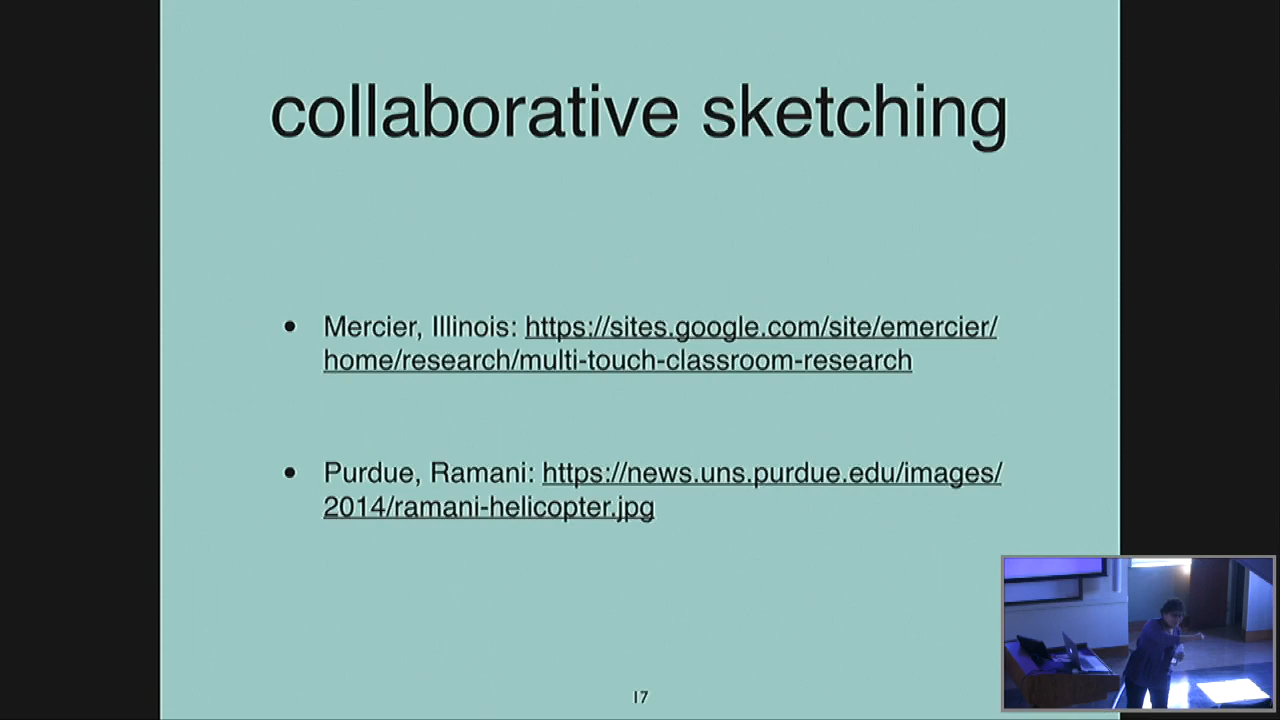 collaborative sketching
• Mercier, Illinois: https://sites.google.com/site/emercier/
home/research/multi-touch-classroom-research
• Purdue, Ramani: https://news.uns.purdue.edu/images/
2014/ramani-helicopter.jpg
17